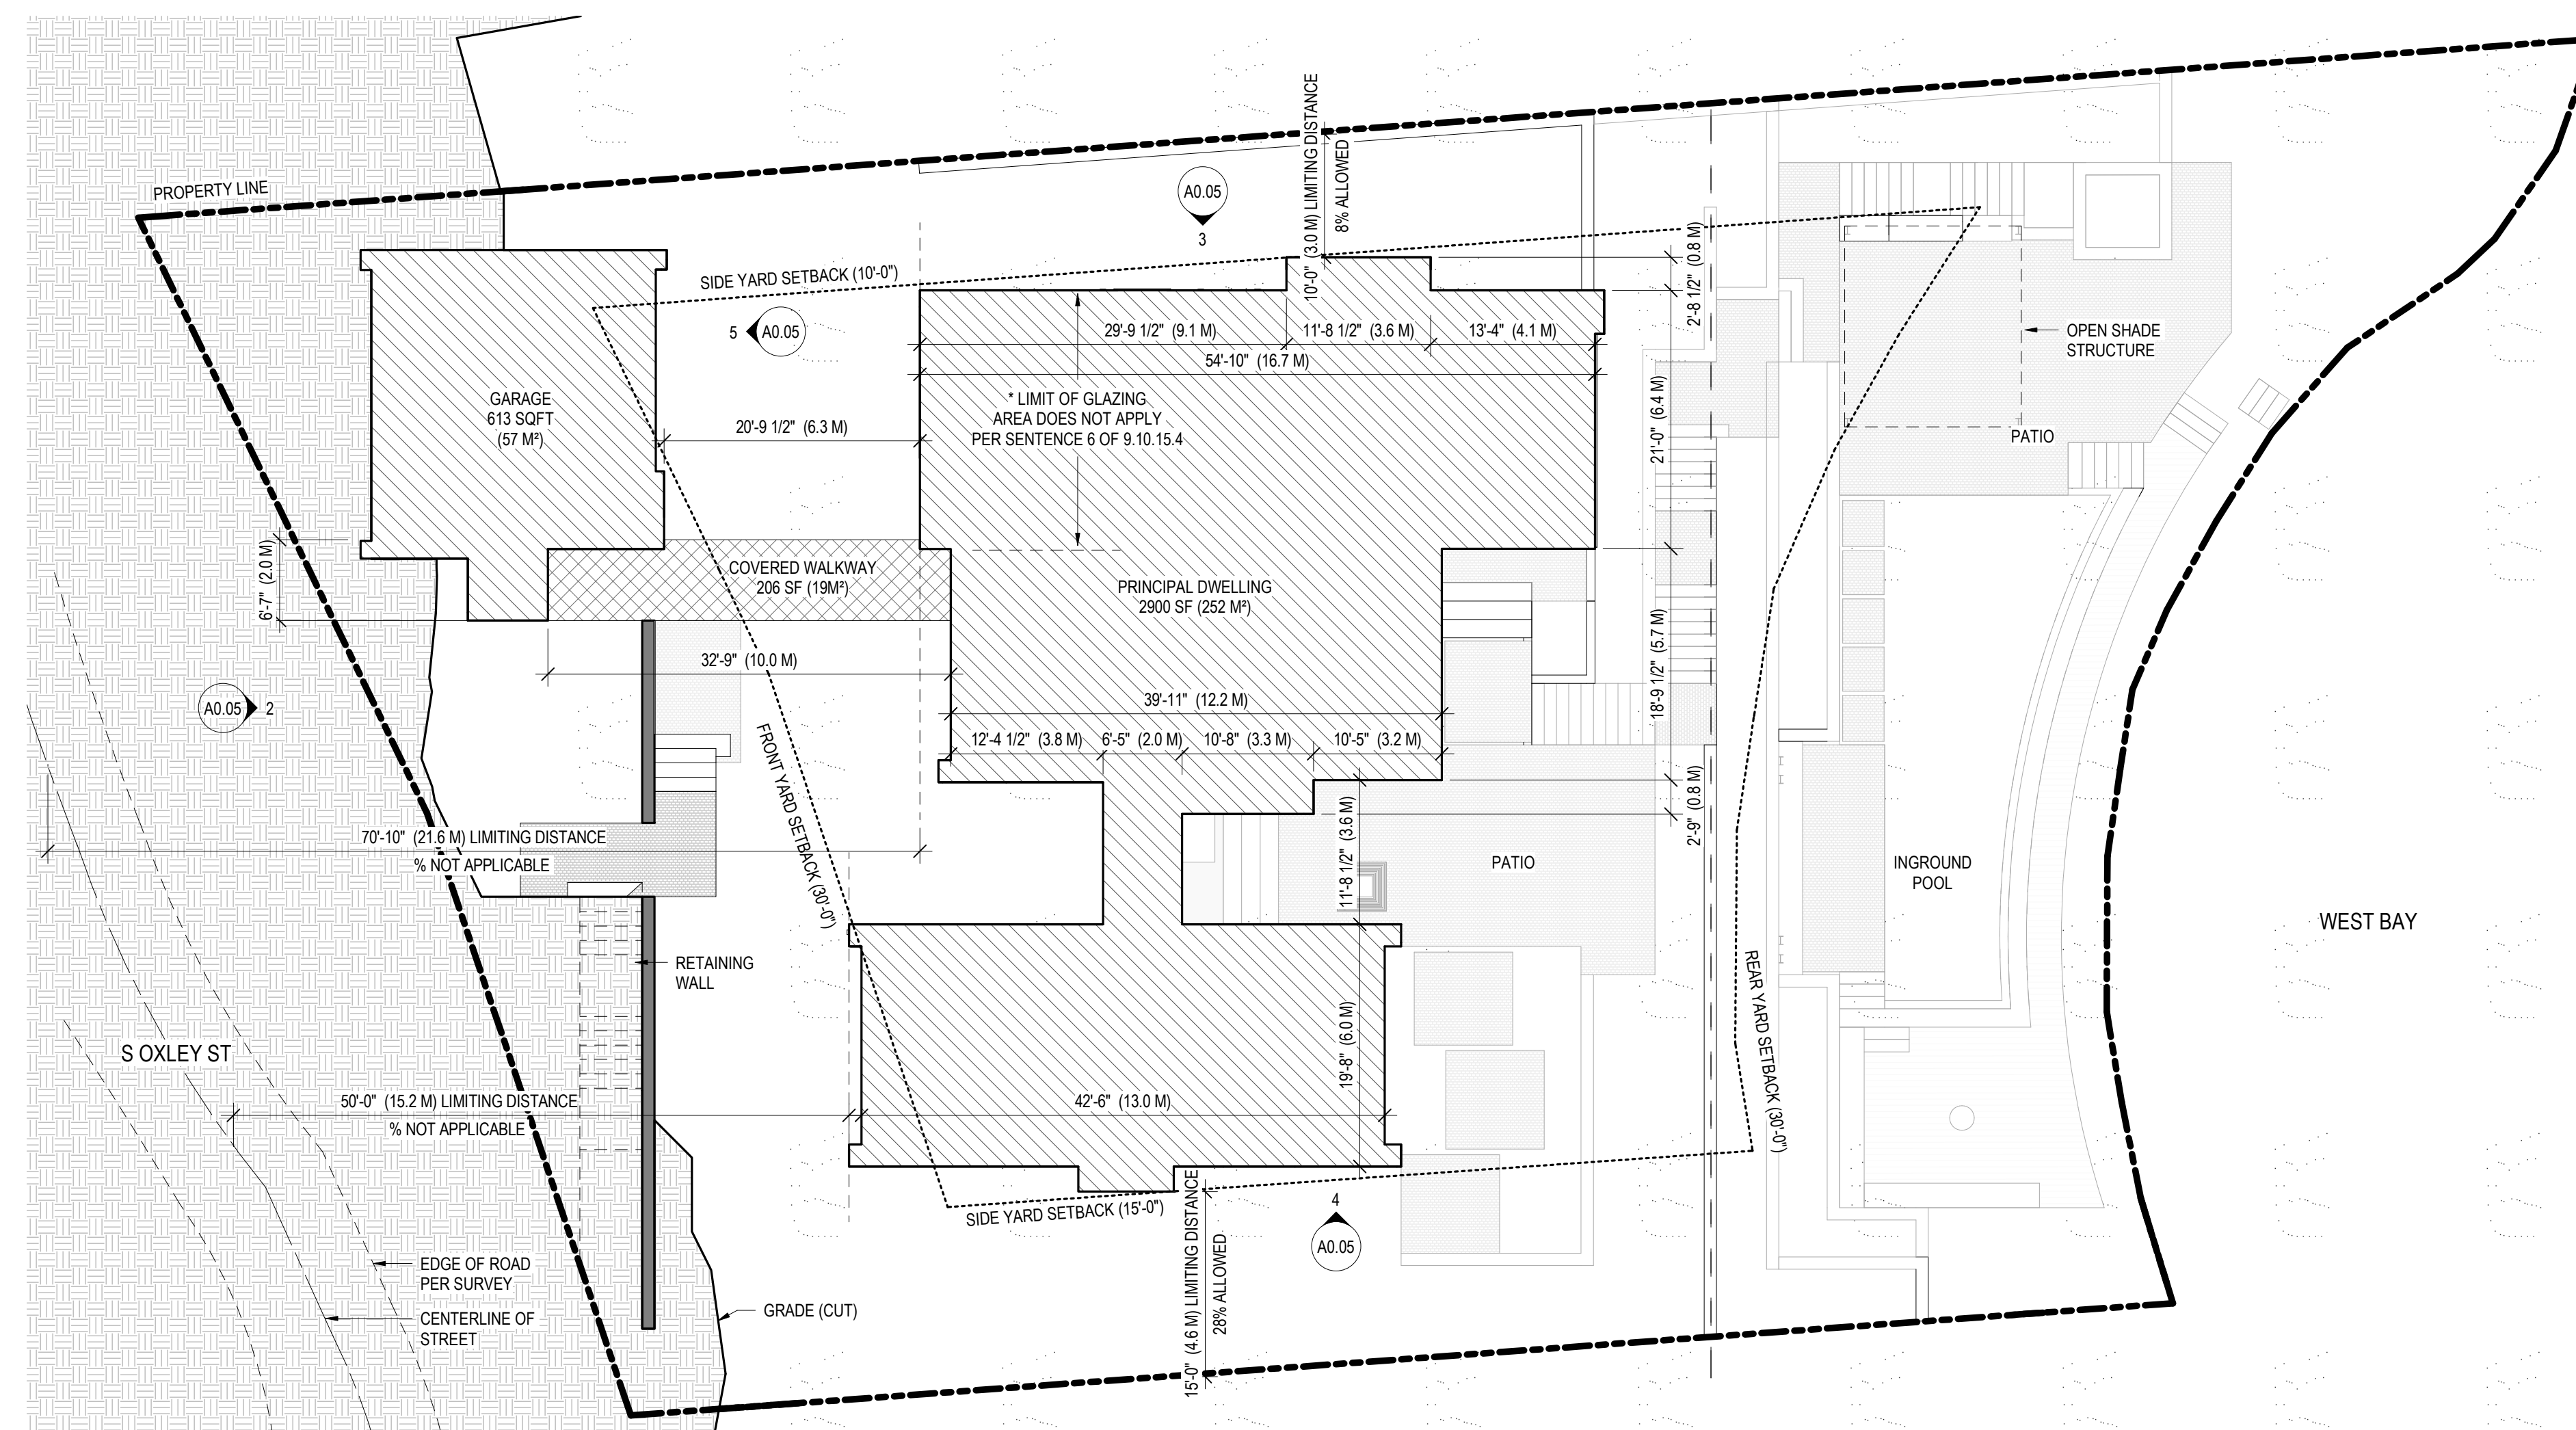 PROPERTY LINE
A0.05
3
10'-0" (3.0 M) LIMITING DISTANCE
8% ALLOWED
SIDE YARD SETBACK (10'-0")
5
A0.05
2'-8 1/2" (0.8 M)
29'-9 1/2" (9.1 M)
11'-8 1/2" (3.6 M)
13'-4" (4.1 M)
54'-10" (16.7 M)
OPEN SHADE
STRUCTURE
GARAGE
613 SQFT
(57 M²)
20'-9 1/2" (6.3 M)
* LIMIT OF GLAZING
AREA DOES NOT APPLY
PER SENTENCE 6 OF 9.10.15.4
21'-0" (6.4 M)
PATIO
6'-7" (2.0 M)
COVERED WALKWAY
206 SF (19M²)
PRINCIPAL DWELLING
2900 SF (252 M²)
32'-9" (10.0 M)
18'-9 1/2" (5.7 M)
A0.05
2
39'-11" (12.2 M)
12'-4 1/2" (3.8 M)
6'-5" (2.0 M)
10'-8" (3.3 M)
10'-5" (3.2 M)
FRONT YARD SETBACK (30'-0")
2'-9" (0.8 M)
70'-10" (21.6 M) LIMITING DISTANCE
% NOT APPLICABLE
11'-8 1/2" (3.6 M)
PATIO
INGROUND
POOL
WEST BAY
RETAINING
WALL
REAR YARD SETBACK (30'-0")
S OXLEY ST
19'-8" (6.0 M)
50'-0" (15.2 M) LIMITING DISTANCE
% NOT APPLICABLE
42'-6" (13.0 M)
SIDE YARD SETBACK (15'-0")
15'-0" (4.6 M) LIMITING DISTANCE
28% ALLOWED
4
A0.05
EDGE OF ROAD
PER SURVEY
GRADE (CUT)
CENTERLINE OF
STREET